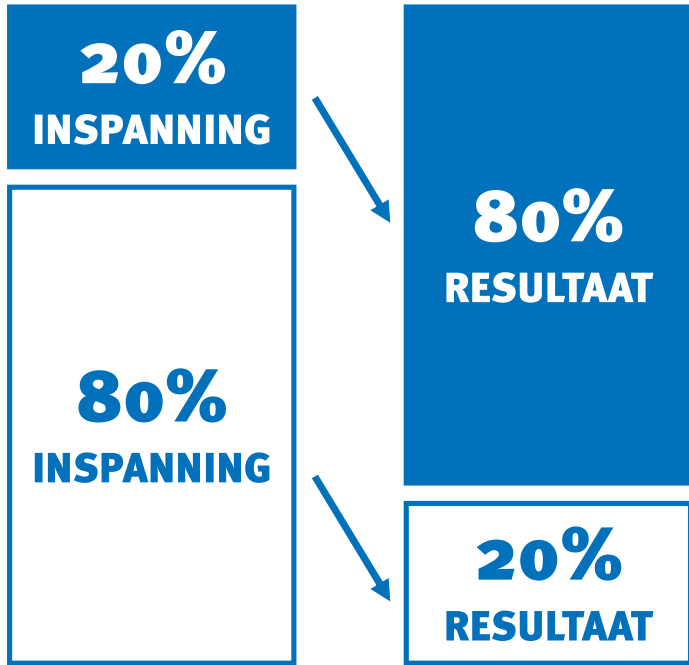 20%
INSPANNING
80%
RESULTAAT
80%
INSPANNING
20%
RESULTAAT